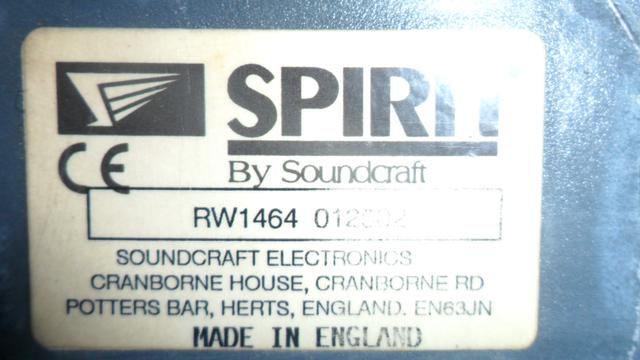 SPIRIT
CE
By Soundcraft
RW1464
SOUNDCRAFT ELECTRONICS
CRANBORNE HOUSE, CRANBORNE RD
POTTERS BAR, HERTS, ENGLAND. EN63JN
MADE IN ENGLAND